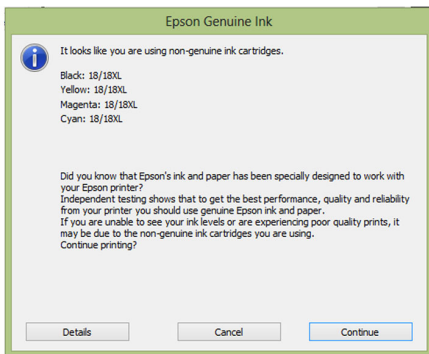 Epson Genuine Ink
It looks like you are using non-genuine ink cartridges.
Black: 18/18XL
Yellow: 18/18XL
Magenta: 18/18XL
Cyan: 18/18XL
Did you know that Epson's ink and paper has been specially designed to work with
your Epson printer?
Independent testing shows that to get the best performance, quality and reliability
from your printer you should use genuine Epson ink and paper.
If you are unable to see your ink levels or are experiencing poor quality prints, it
may be due to the non-genuine ink cartridges you are using.
Continue printing?
Details
Cancel
Continue